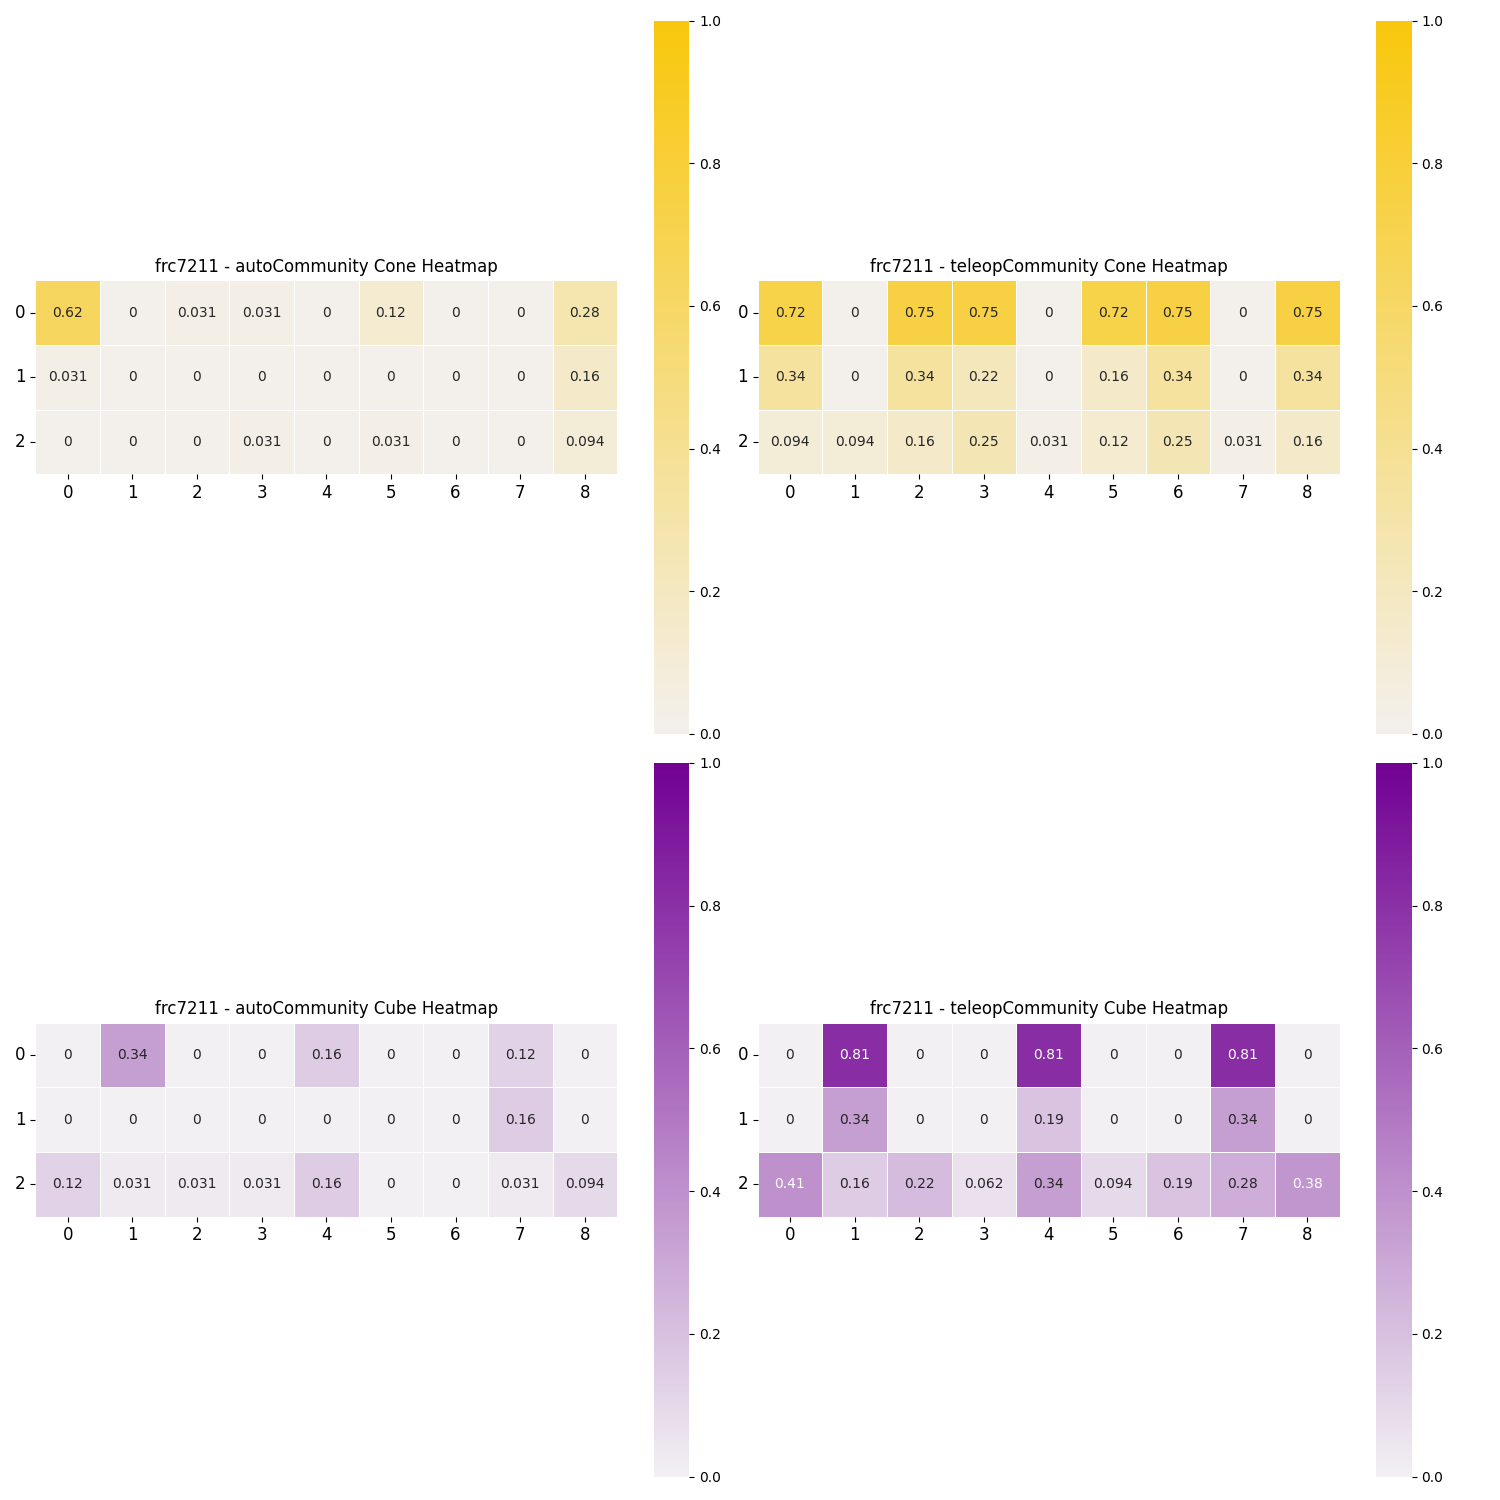 frc7211 - autoCommunity Cone Heatmap
0 0.62 0 0.031 0.031 0 0.12 0 0 0.28
1 0.031 0 0 0 0 0 0 0 0.16
2 0 0 0 0.031 0 0.031 0 0 0.094
0 1 2 3 4 5 6 7 8
1.0
0.8
0.6
0.4
0.2
0.0
frc7211 - teleopCommunity Cone Heatmap
0.72 0 0.75 0.75 0 0.72 0.75 0 0.75
0.34 0 0.34 0.22 0 0.16 0.34 0 0.34
0.094 0.094 0.16 0.25 0.031 0.12 0.25 0.031 0.16
0 1 2 3 4 5 6 7 8
1.0
0.8
0.6
0.4
0.2
0.0
frc7211 - autoCommunity Cube Heatmap
0 0 0.34 0 0 0.16 0 0 0.12 0
1 0 0 0 0 0 0 0 0.16 0
2 0.12 0.031 0.031 0.031 0.16 0 0 0.031 0.094
0 1 2 3 4 5 6 7 8
1.0
0.8
0.6
0.4
0.2
0.0
frc7211 - teleopCommunity Cube Heatmap
0 0 0.81 0 0 0.81 0 0 0.81 0
1 0 0.34 0 0 0.19 0 0 0.34 0
2 0.41 0.16 0.22 0.062 0.34 0.094 0.19 0.28 0.38
0 1 2 3 4 5 6 7 8
1.0
0.8
0.6
0.4
0.2
0.0